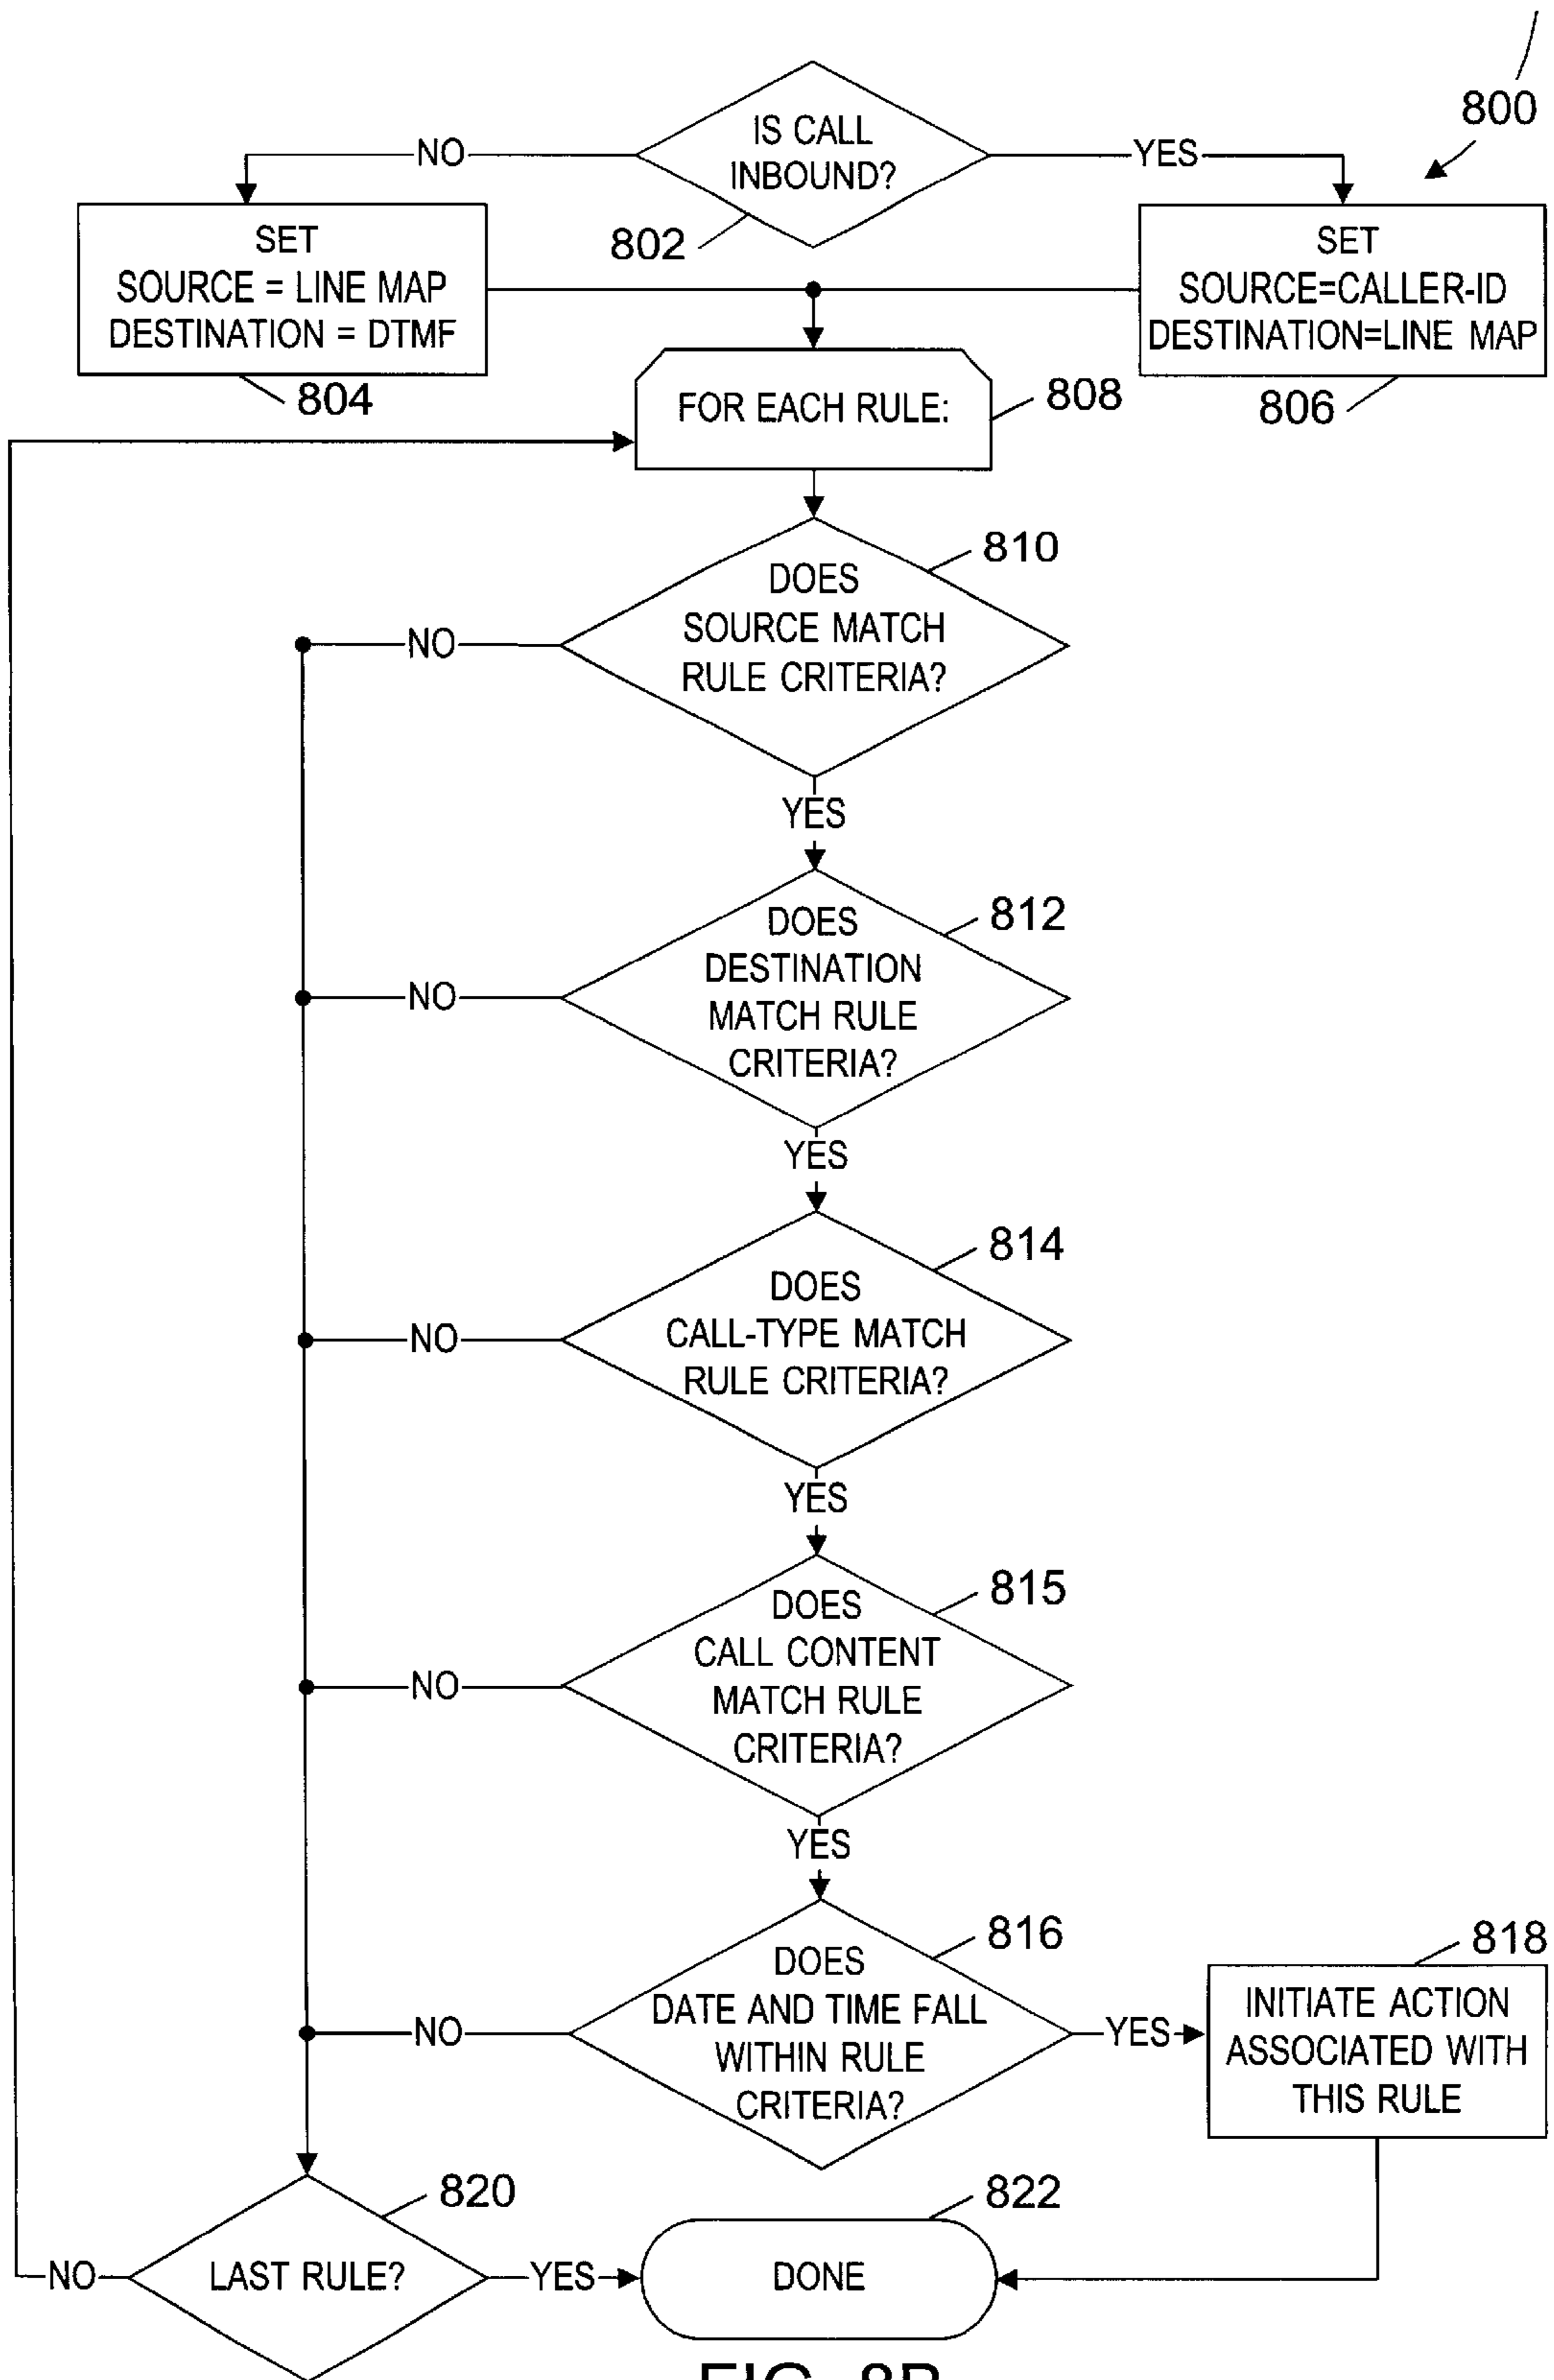 800
IS CALL
INBOUND?
NO
YES
802
SET
SOURCE = LINE MAP
DESTINATION = DTMF
804
SET
SOURCE=CALLER-ID
DESTINATION=LINE MAP
806
FOR EACH RULE:
808
810
DOES
SOURCE MATCH
RULE CRITERIA?
NO
YES
812
DOES
DESTINATION
MATCH RULE
CRITERIA?
NO
YES
814
DOES
CALL-TYPE MATCH
RULE CRITERIA?
NO
YES
815
DOES
CALL CONTENT
MATCH RULE
CRITERIA?
NO
YES
816
DOES
DATE AND TIME FALL
WITHIN RULE
CRITERIA?
NO
YES
818
INITIATE ACTION
ASSOCIATED WITH
THIS RULE
820
LAST RULE?
NO
YES
822
DONE
FIG. 8B